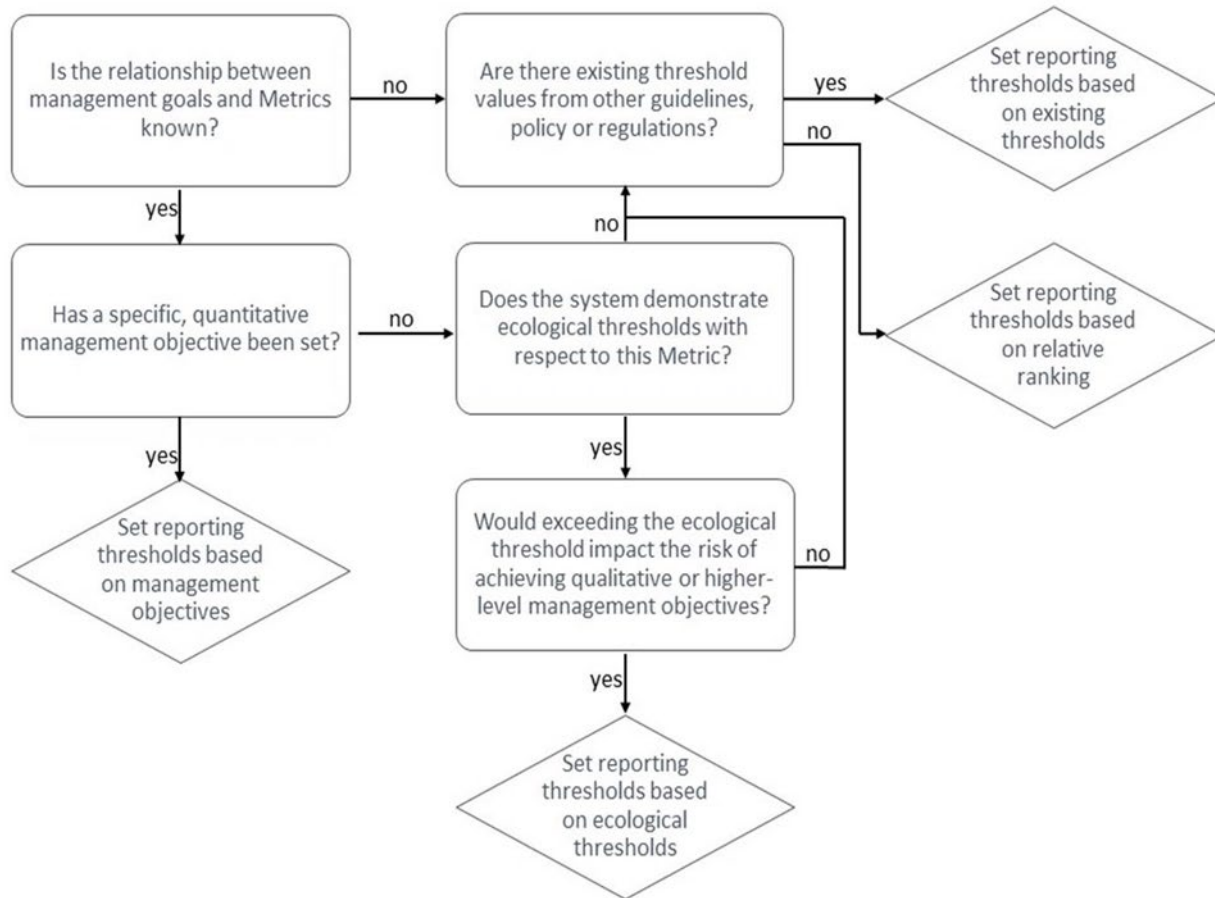 Is the relationship between
management goals and Metrics
known?
no
Are there existing threshold
values from other guidelines,
policy or regulations?
yes
no
Set reporting
thresholds based
on existing
thresholds
yes
Has a specific, quantitative
management objective been set?
no
no
Does the system demonstrate
ecological thresholds with
respect to this Metric?
Set reporting
thresholds based
on relative
ranking
yes
Set reporting
thresholds based
on management
objectives
yes
Would exceeding the ecological
threshold impact the risk of
achieving qualitative or higher-
level management objectives?
no
yes
Set reporting
thresholds based
on ecological
thresholds